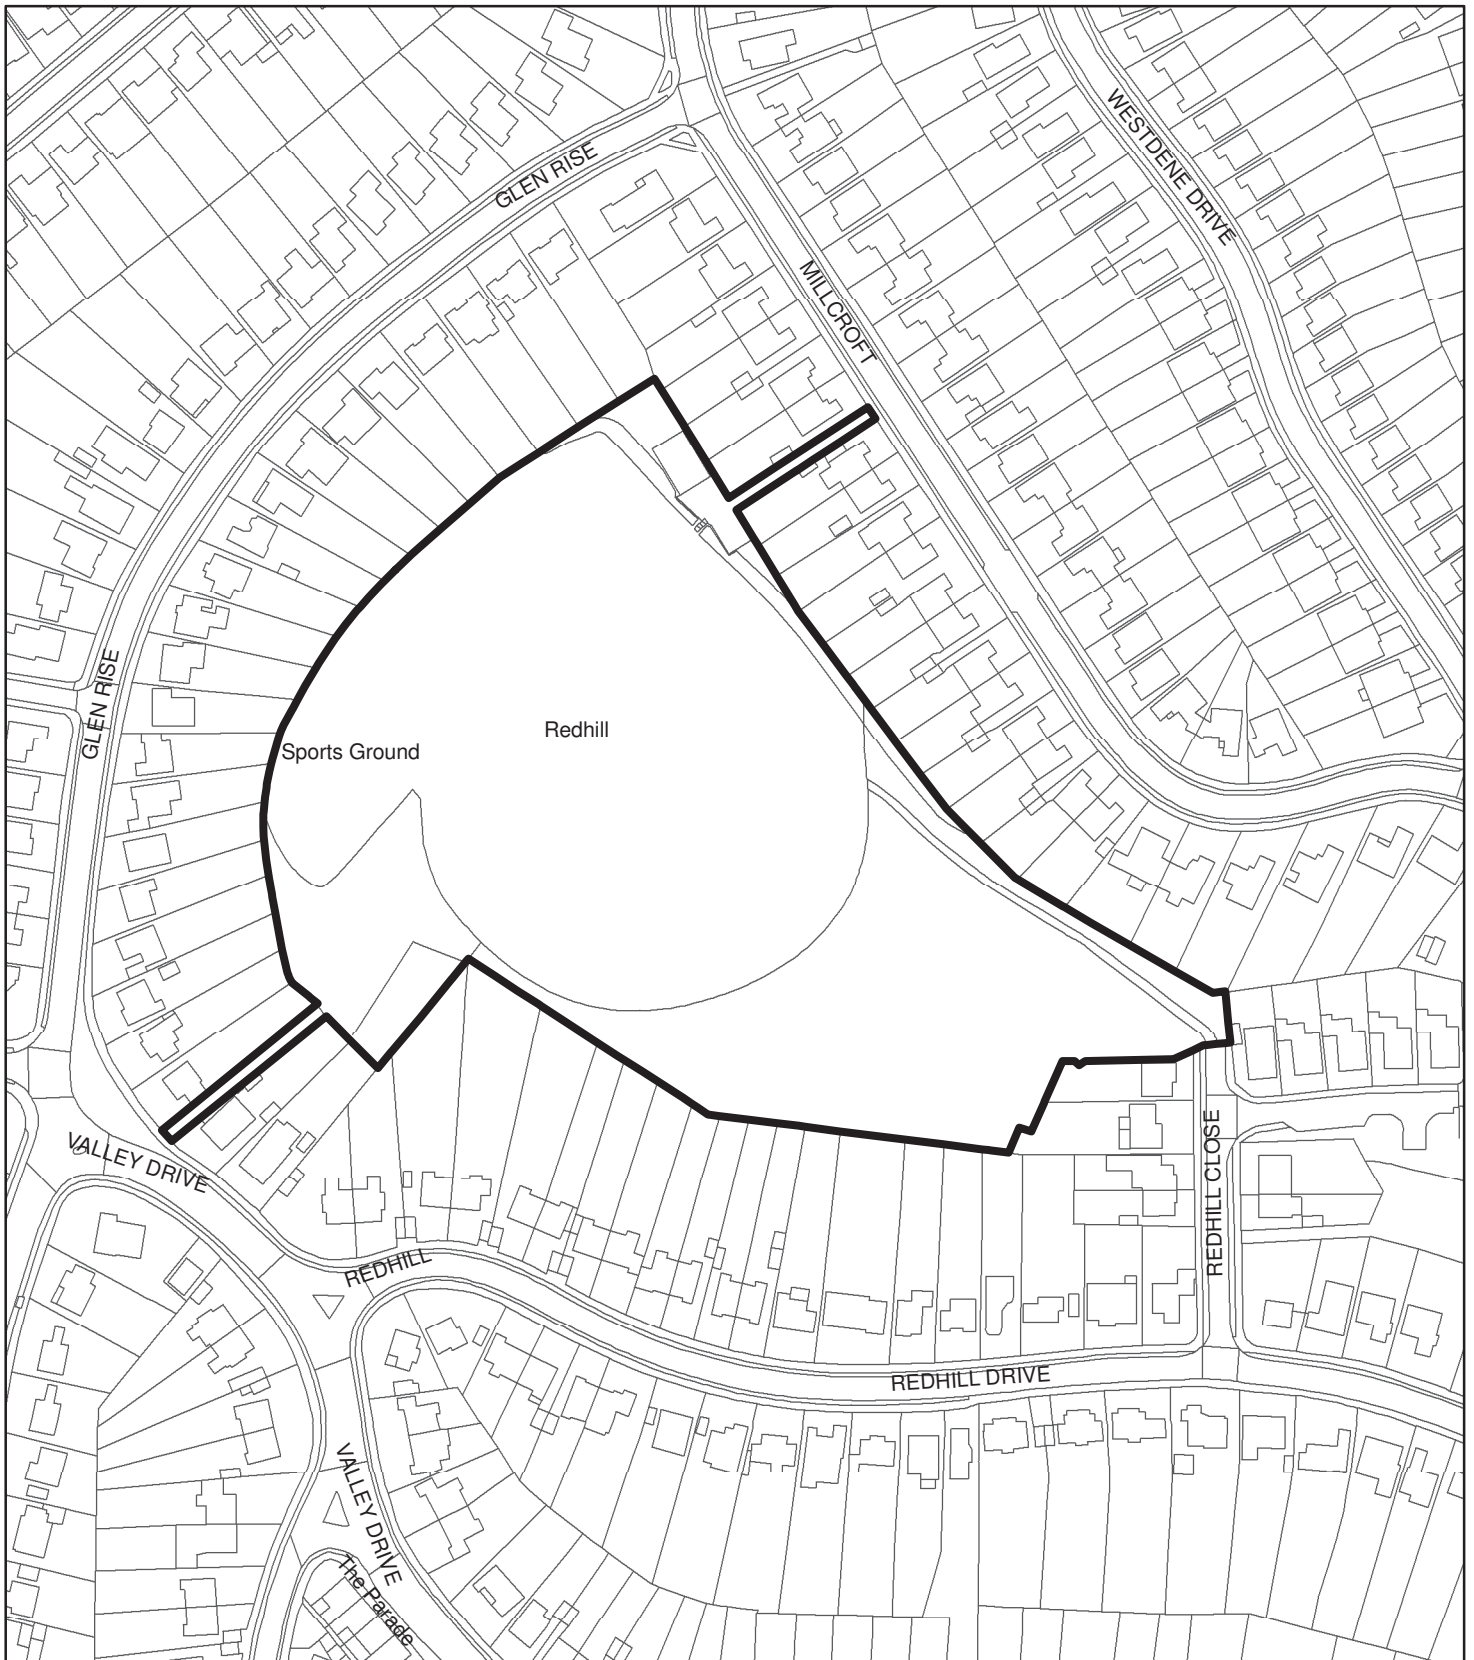 WESTDENE DRIVE
GLEN RISE
MILLCROFT
GLEN RISE
Redhill
Sports Ground
VALLEY DRIVE
REDHILL CLOSE
REDHILL
REDHILL DRIVE
VALLEY DRIVE
The Parade